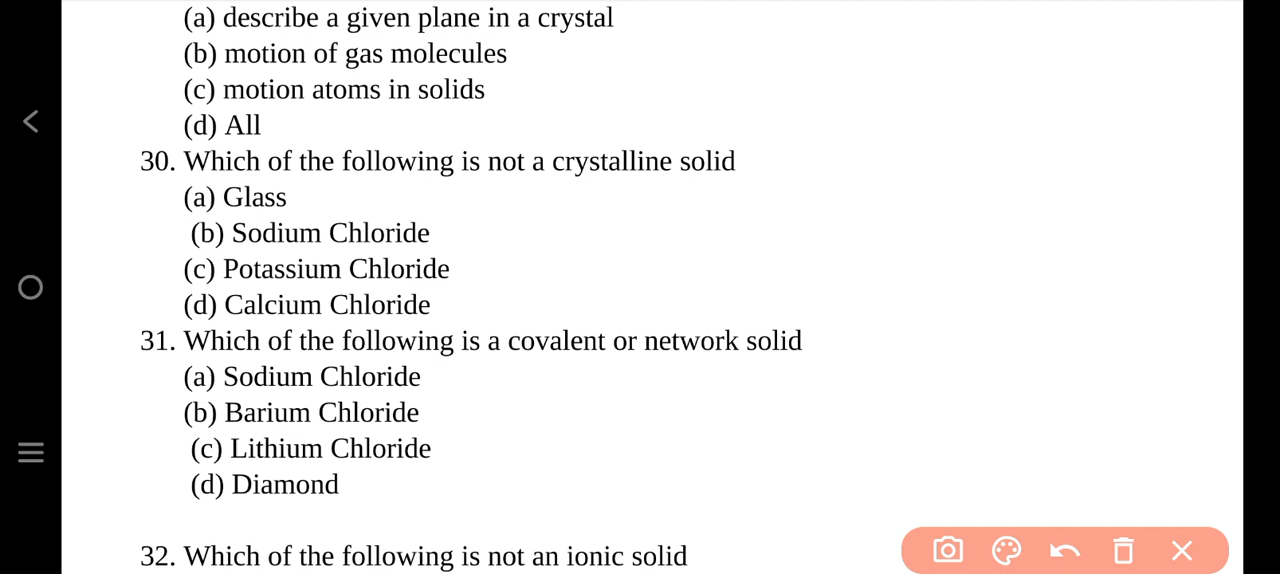 (a) describe a given plane in a crystal
(b) motion of gas molecules
(c) motion atoms in solids
(d) All
30. Which of the following is not a crystalline solid
(a) Glass
(b) Sodium Chloride
(c) Potassium Chloride
(d) Calcium Chloride
31. Which of the following is a covalent or network solid
(a) Sodium Chloride
(b) Barium Chloride
(c) Lithium Chloride
(d) Diamond
32. Which of the following is not an ionic solid